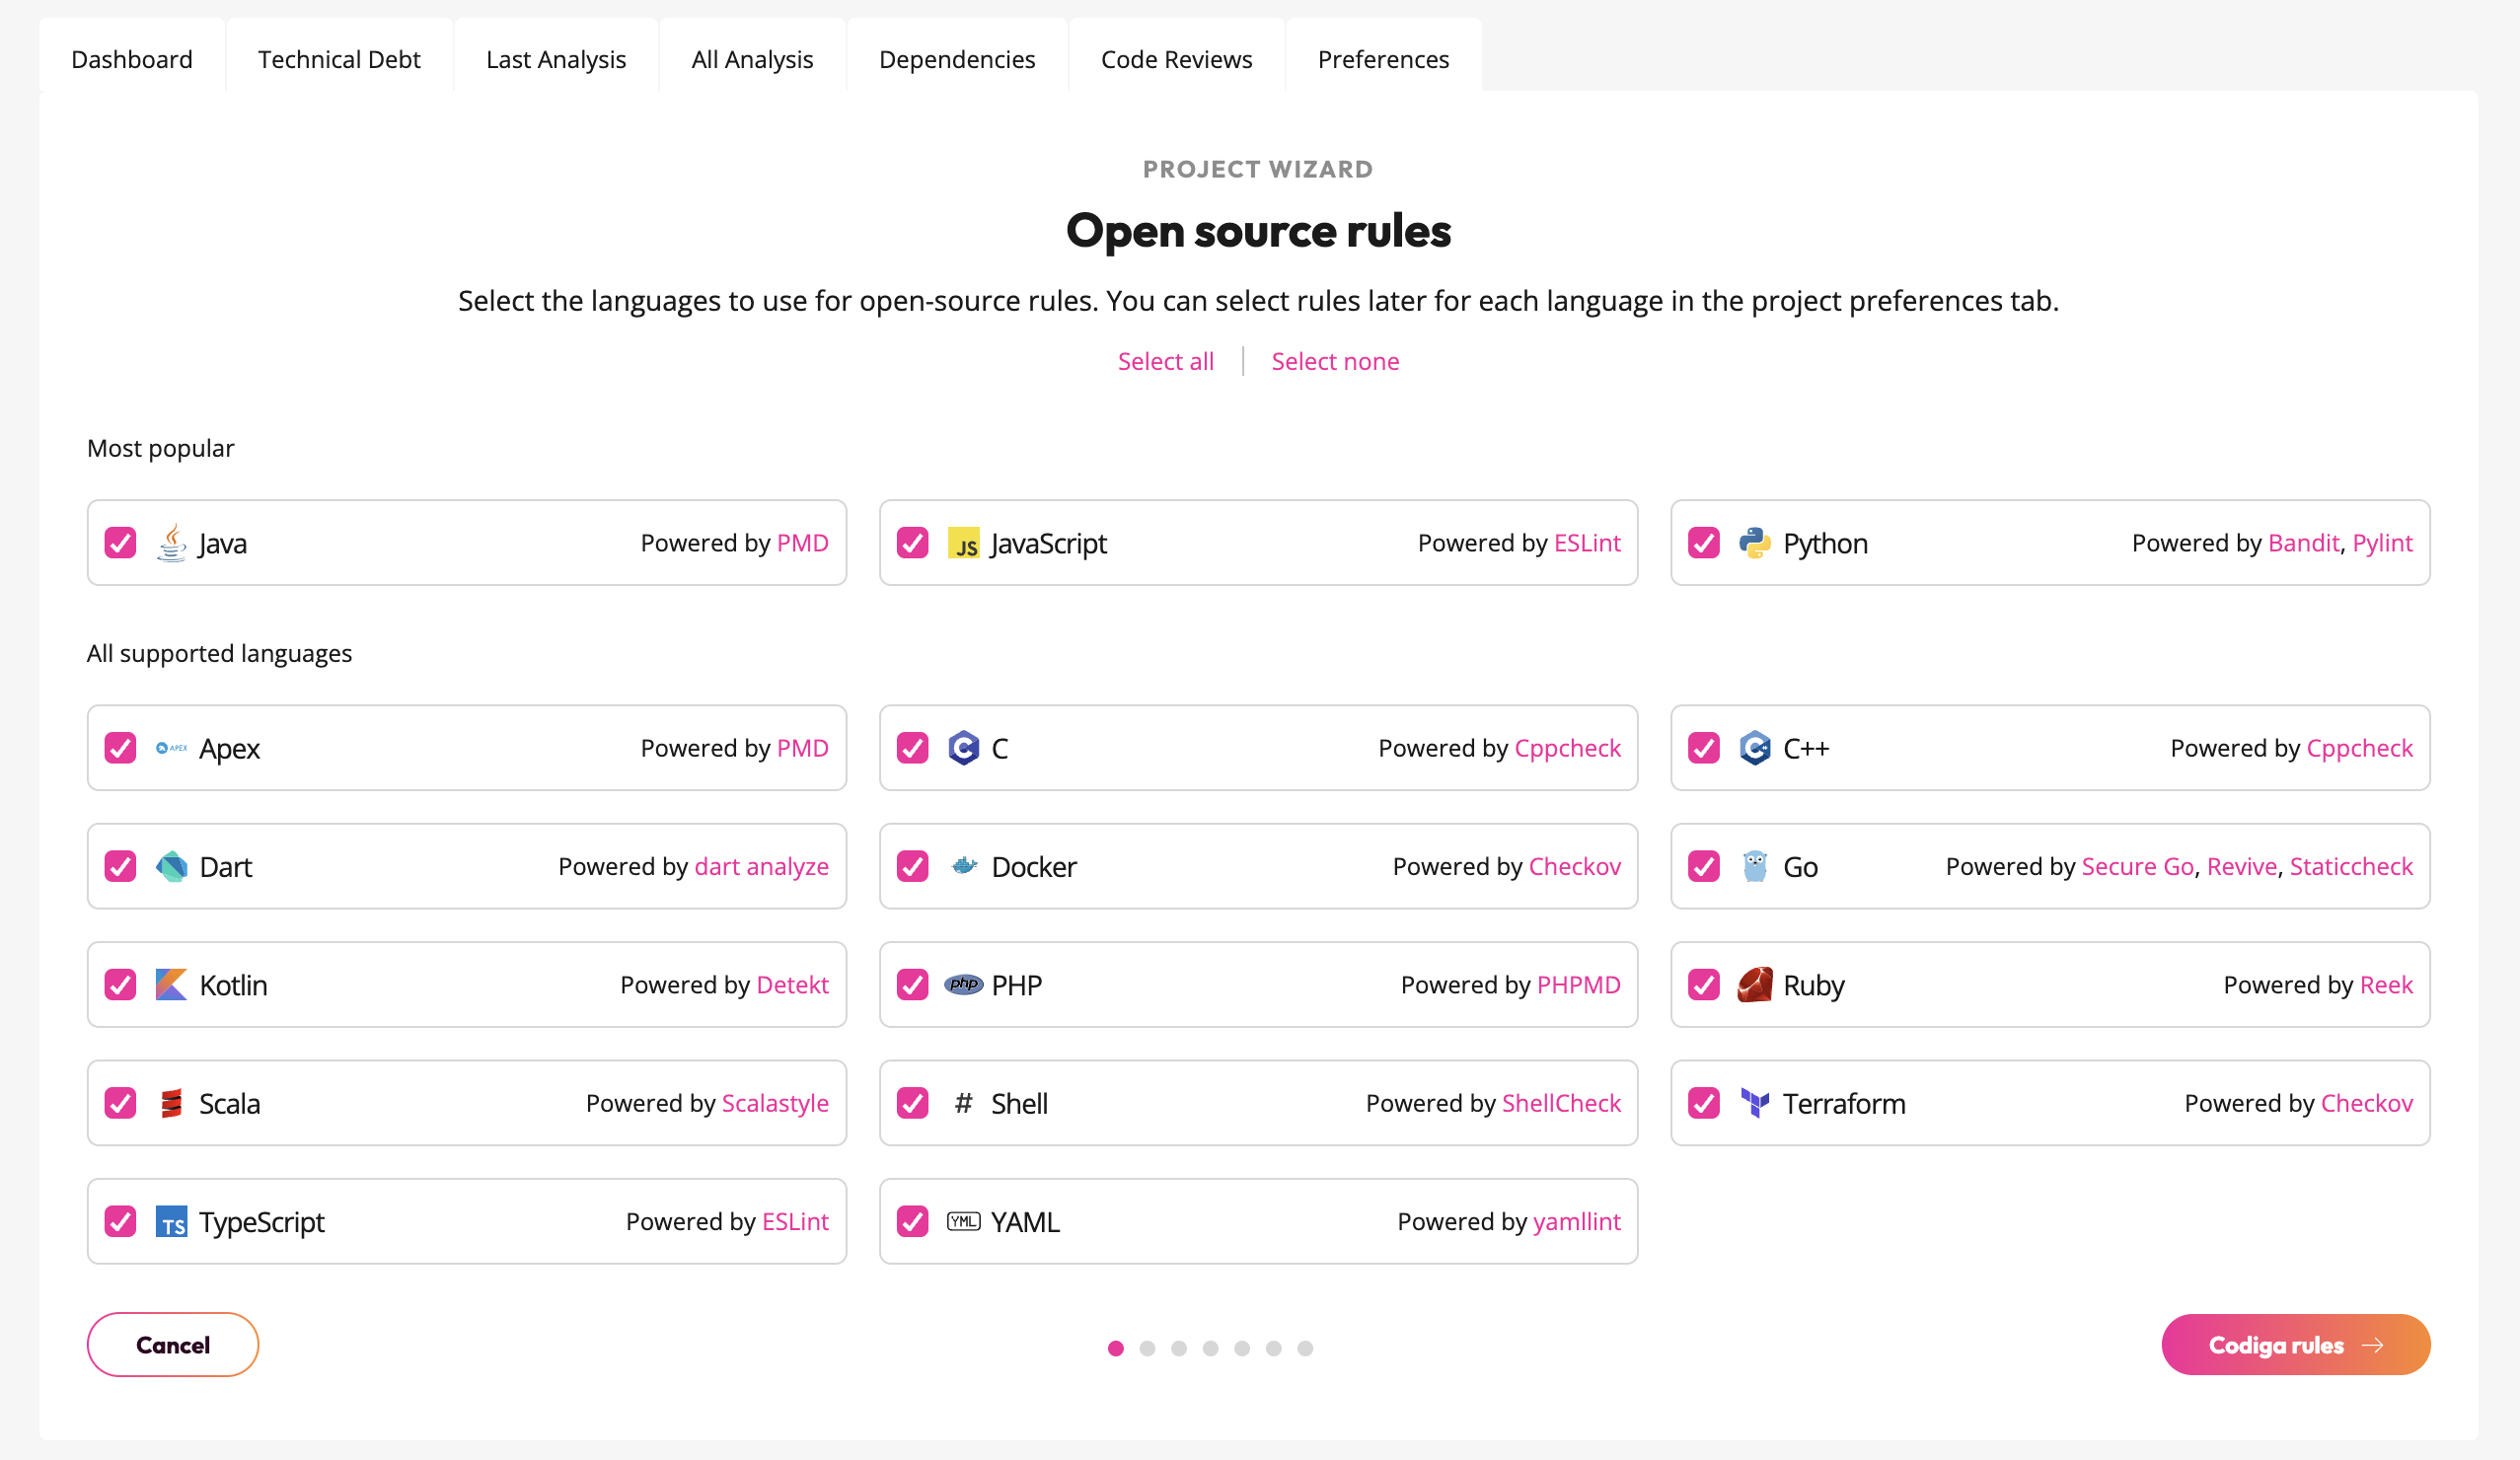 Dashboard Technical Debt Last Analysis All Analysis Dependencies Code Reviews Preferences
PROJECT WIZARD
Open source rules
Select the languages to use for open-source rules. You can select rules later for each language in the project preferences tab.
Select all Select none
Most popular
Java Powered by PMD JS JavaScript Powered by ESLint Python Powered by Bandit, Pylint
All supported languages
APEX Apex Powered by PMD C C Powered by Cppcheck C++ C++ Powered by Cppcheck
Dart Powered by dart analyze Docker Powered by Checkov Go Powered by Secure Go, Revive, Staticcheck
Kotlin Powered by Detekt php PHP Powered by PHPMD Ruby Powered by Reek
Scala Powered by Scalastyle # Shell Powered by ShellCheck Terraform Powered by Checkov
TS TypeScript Powered by ESLint YML YAML Powered by yamllint
Cancel Codiga rules →